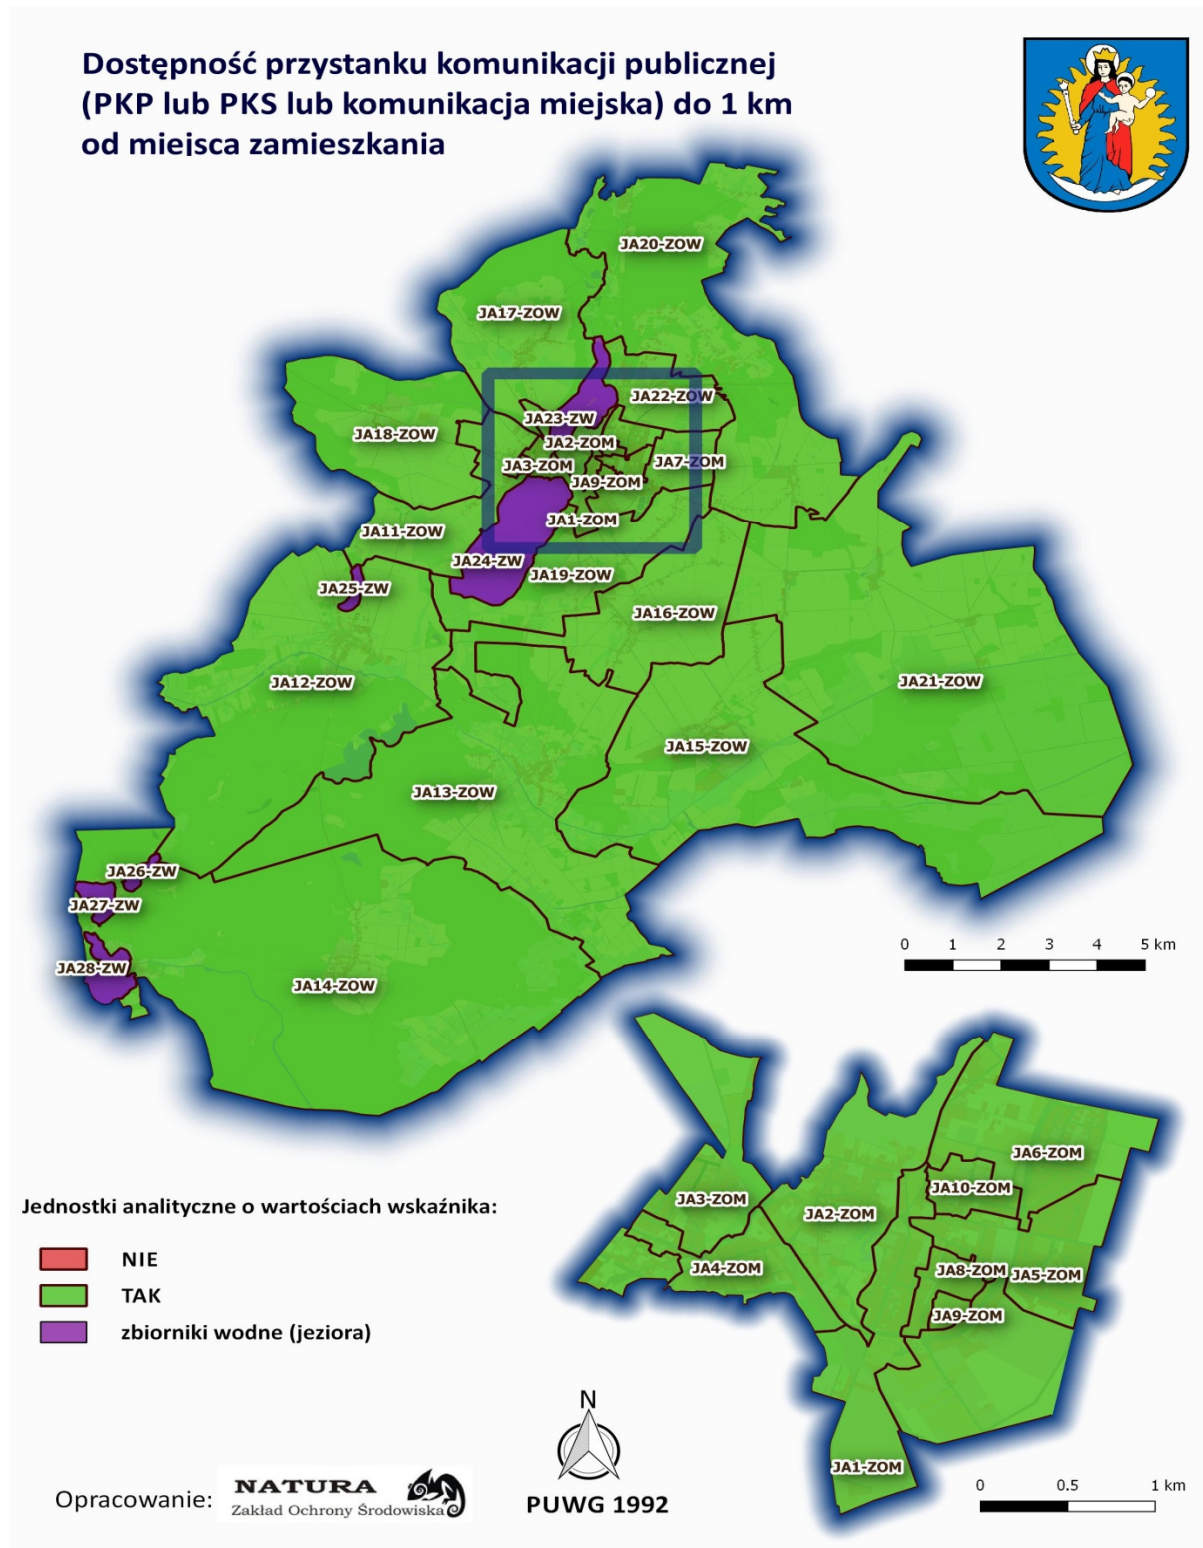 Dostępność przystanku komunikacji publicznej
(PKP lub PKS lub komunikacja miejska) do 1 km
od miejsca zamieszkania
JA20-ZOW
JA17-ZOW
JA22-ZOW
JA23-ZW
JA18-ZOW
JA2-ZOM
JA3-ZOM
JA7-ZOM
JA9-ZOM
JA1-ZOM
JA11-ZOW
JA24-ZW
JA19-ZOW
JA25-ZW
JA16-ZOW
JA12-ZOW
JA21-ZOW
JA15-ZOW
JA13-ZOW
JA26-ZW
JA27-ZW
JA28-ZW
JA14-ZOW
0 1 2 3 4 5 km
JA6-ZOM
JA10-ZOM
JA3-ZOM
JA2-ZOM
JA4-ZOM
JA8-ZOM
JA5-ZOM
JA9-ZOM
JA1-ZOM
0 0.5 1 km
Jednostki analityczne o wartościach wskaźnika:
NIE
TAK
zbiorniki wodne (jeziora)
N
PUWG 1992
Opracowanie:
NATURA
Zakład Ochrony Środowiska